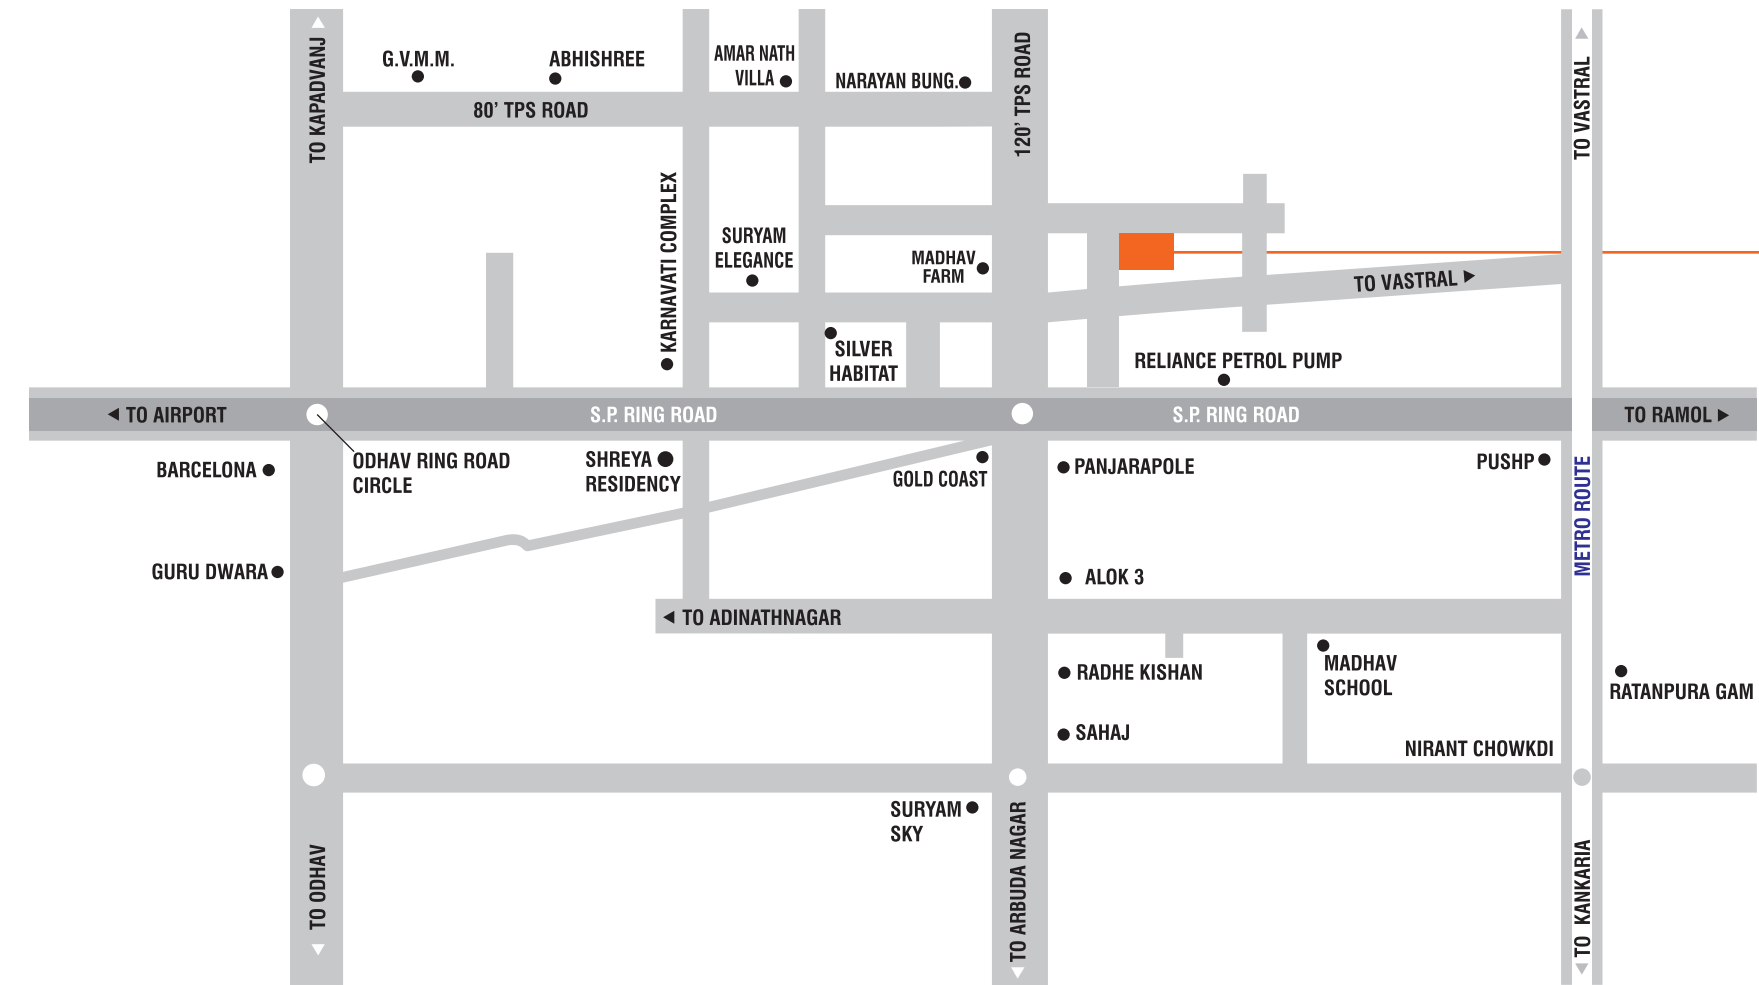 TO KAPADVANJ
G.V.M.M.
ABHISHREE
AMAR NATH
VILLA
NARAYAN BUNG.
120’ TPS ROAD
TO VASTRAL
80’ TPS ROAD
KARNAVATI COMPLEX
SURYAM
ELEGANCE
MADHAV
FARM
TO VASTRAL
SILVER
HABITAT
RELIANCE PETROL PUMP
TO AIRPORT
S.P. RING ROAD
S.P. RING ROAD
TO RAMOL
BARCELONA
ODHAV RING ROAD
CIRCLE
SHREYA
RESIDENCY
GOLD COAST
PANJARAPOLE
PUSHP
METRO ROUTE
GURU DWARA
ALOK 3
TO ADINATHNAGAR
RADHE KISHAN
MADHAV
SCHOOL
RATANPURA GAM
SAHAJ
NIRANT CHOWKDI
SURYAM
SKY
TO ODHAV
TO ARBUDA NAGAR
TO KANKARIA